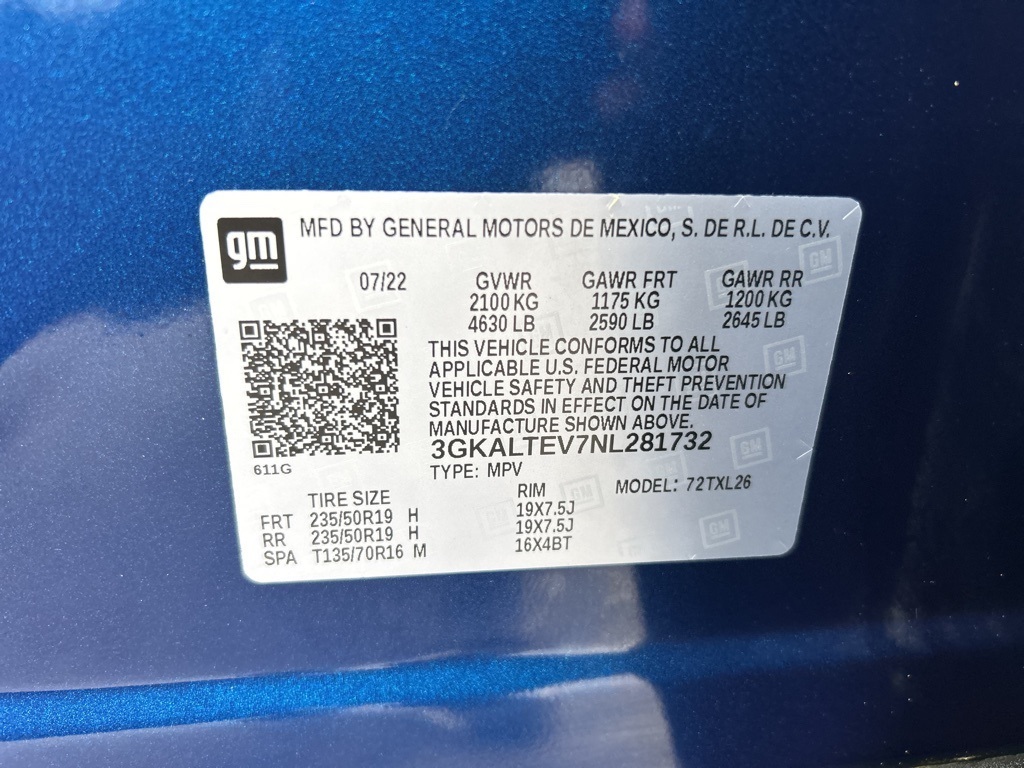 gm
MFD BY GENERAL MOTORS DE MEXICO, S. DE R.L. DE C.V.
07/22 GVWR GAWR FRT GAWR RR
2100 KG 1175 KG 1200 KG
4630 LB 2590 LB 2645 LB
THIS VEHICLE CONFORMS TO ALL
APPLICABLE U.S. FEDERAL MOTOR
VEHICLE SAFETY AND THEFT PREVENTION
STANDARDS IN EFFECT ON THE DATE OF
MANUFACTURE SHOWN ABOVE.
3GKALTEV7NL281732
611G
TYPE: MPV MODEL: 72TXL26
TIRE SIZE RIM
FRT 235/50R19 H 19X7.5J
RR 235/50R19 H 19X7.5J
SPA T135/70R16 M 16X4BT